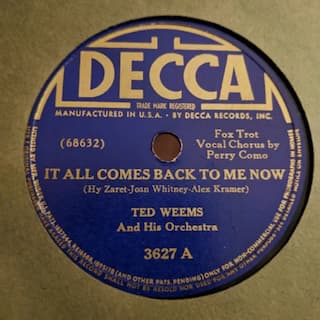 DECCA
TRADE MARK REGISTERED
MANUFACTURED IN U.S.A. - BY DECCA RECORDS, INC.
(68632)
Fox Trot
Vocal Chorus by
Perry Como
IT ALL COMES BACK TO ME NOW
(Hy Zaret-Joan Whitney-Alex Kramer)
TED WEEMS
And His Orchestra
3627 A